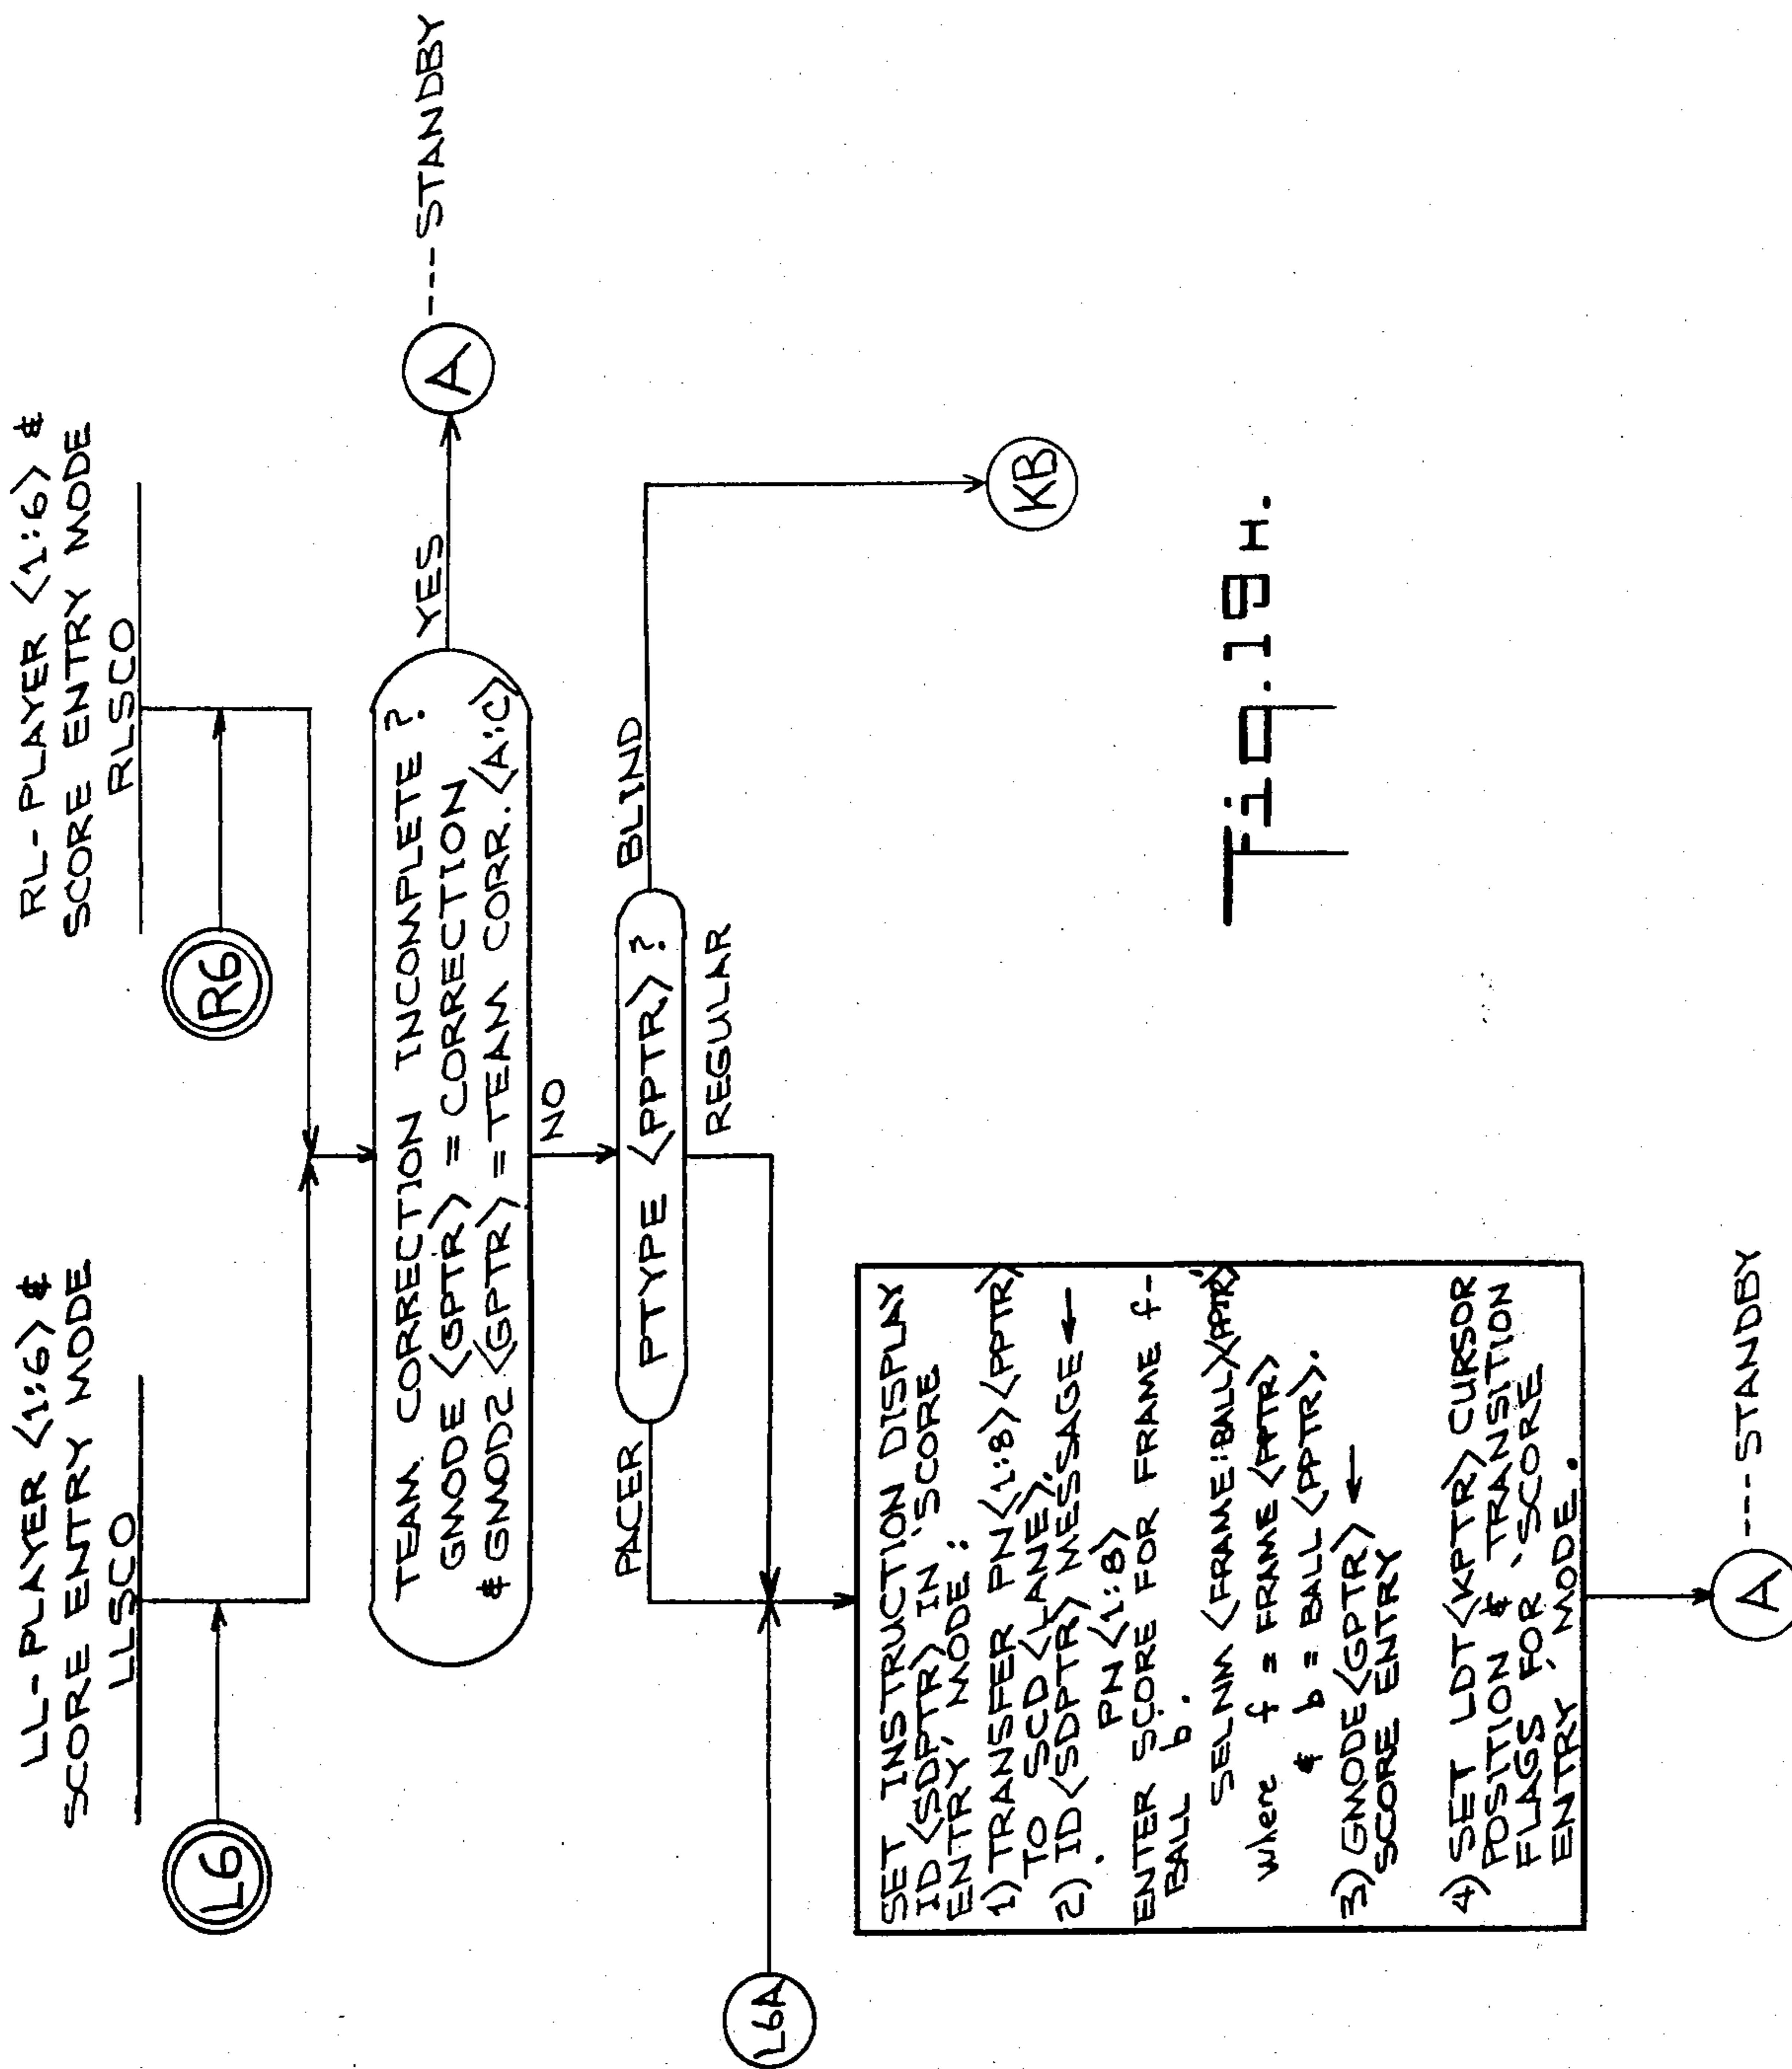 LL-PLAYER <1:6> &
SCORE ENTRY MODE
LLSCO
L6
RL-PLAYER <1:6> &
SCORE ENTRY MODE
RLSCO
R6
TEAM CORRECTION INCOMPLETE ?
GMODE <GPTR> = CORRECTION
& GMOD2 <GPTR> = TEAM CORR. <A:C>
YES
A ---STANDBY
NO
PTYPE <PPTR> ?
PACER
REGULAR
BLIND
KB
L6A
SET INSTRUCTION DISPLAY
ID <SDPTR> IN 'SCORE
ENTRY' MODE :
1) TRANSFER PN <1:8> <PPTR>
TO SCD <LANE>.
2) ID <SDPTR> MESSAGE ←
. PN <1:8>
ENTER SCORE FOR FRAME f-
BALL b.
SELNM <FRAME:BALL> <PPTR>'
where f = FRAME <PPTR>
& b = BALL <PPTR>.
3) GMODE <GPTR> ←
SCORE ENTRY
4) SET LDT <KPTR> CURSOR
POSITION & TRANSITION
FLAGS FOR 'SCORE
ENTRY' MODE.
A ---STANDBY
Fig. 19 H.